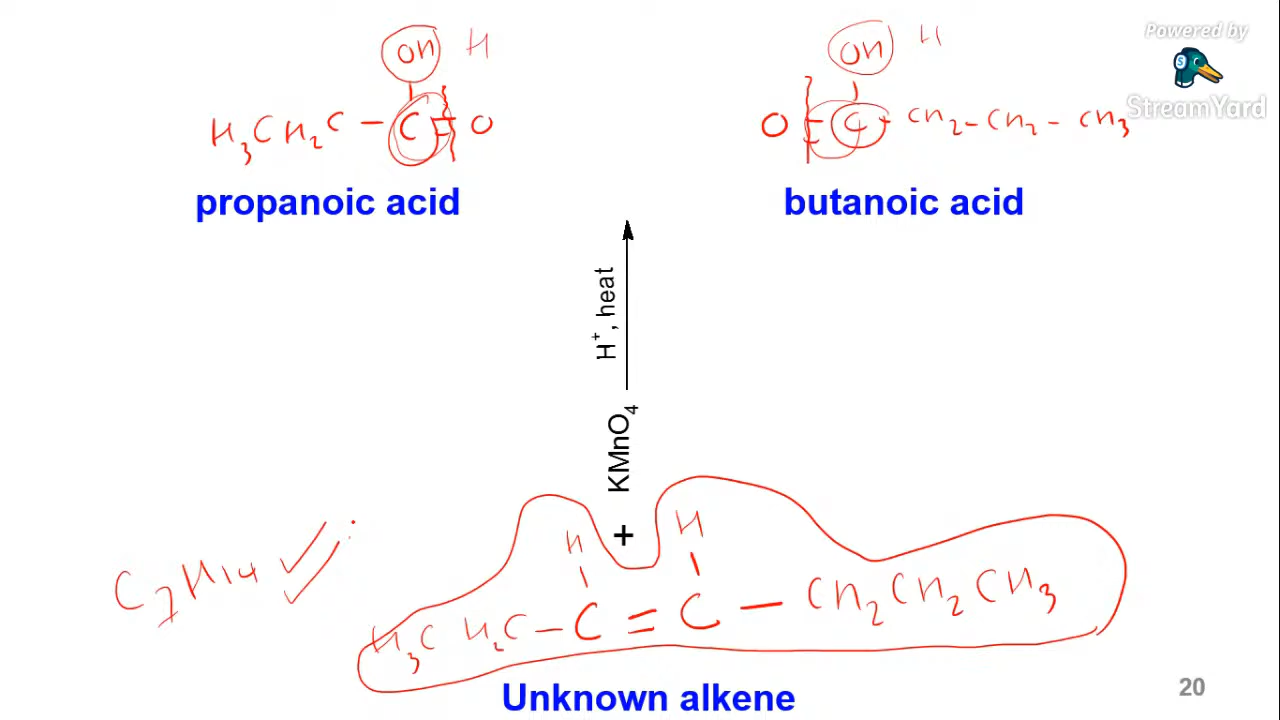 Powered by
StreamYard
OH H
H₃CH₂C - C = O
OH H
O = C - CH₂ - CH₂ - CH₃
propanoic acid
butanoic acid
H⁺, heat
KMnO₄
+
C₇H₁₄
H H
H₃C H₂C - C = C - CH₂CH₂CH₃
Unknown alkene
20